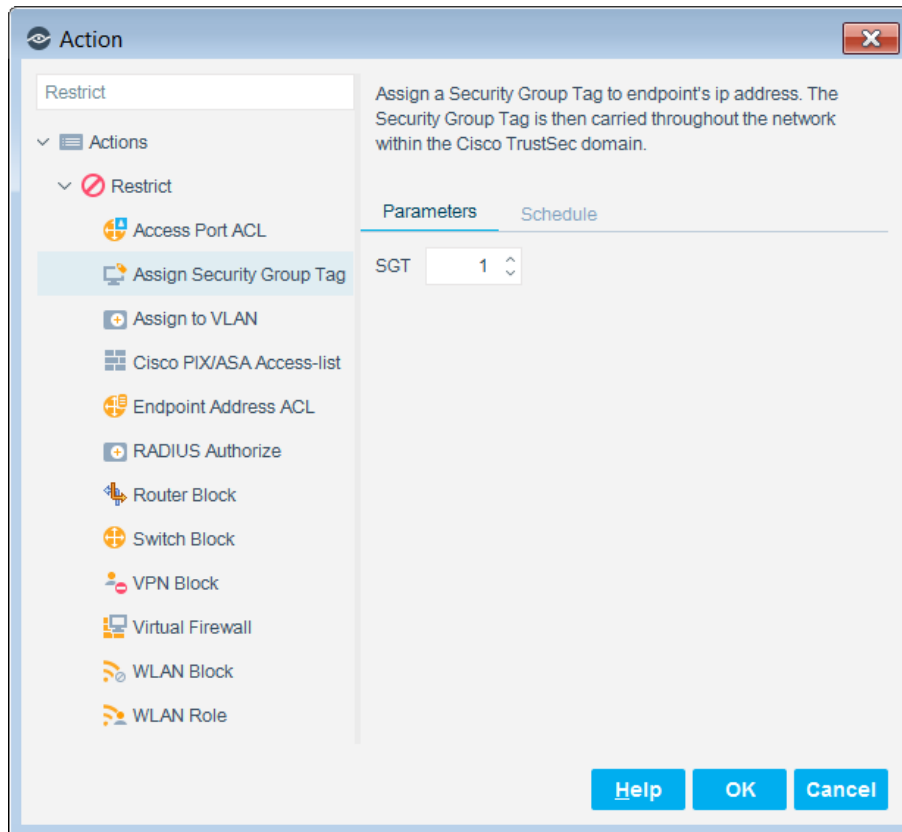 Action
Restrict
Actions
Restrict
Access Port ACL
Assign Security Group Tag
Assign to VLAN
Cisco PIX/ASA Access-list
Endpoint Address ACL
RADIUS Authorize
Router Block
Switch Block
VPN Block
Virtual Firewall
WLAN Block
WLAN Role
Assign a Security Group Tag to endpoint's ip address. The
Security Group Tag is then carried throughout the network
within the Cisco TrustSec domain.
Parameters Schedule
SGT 1
Help OK Cancel